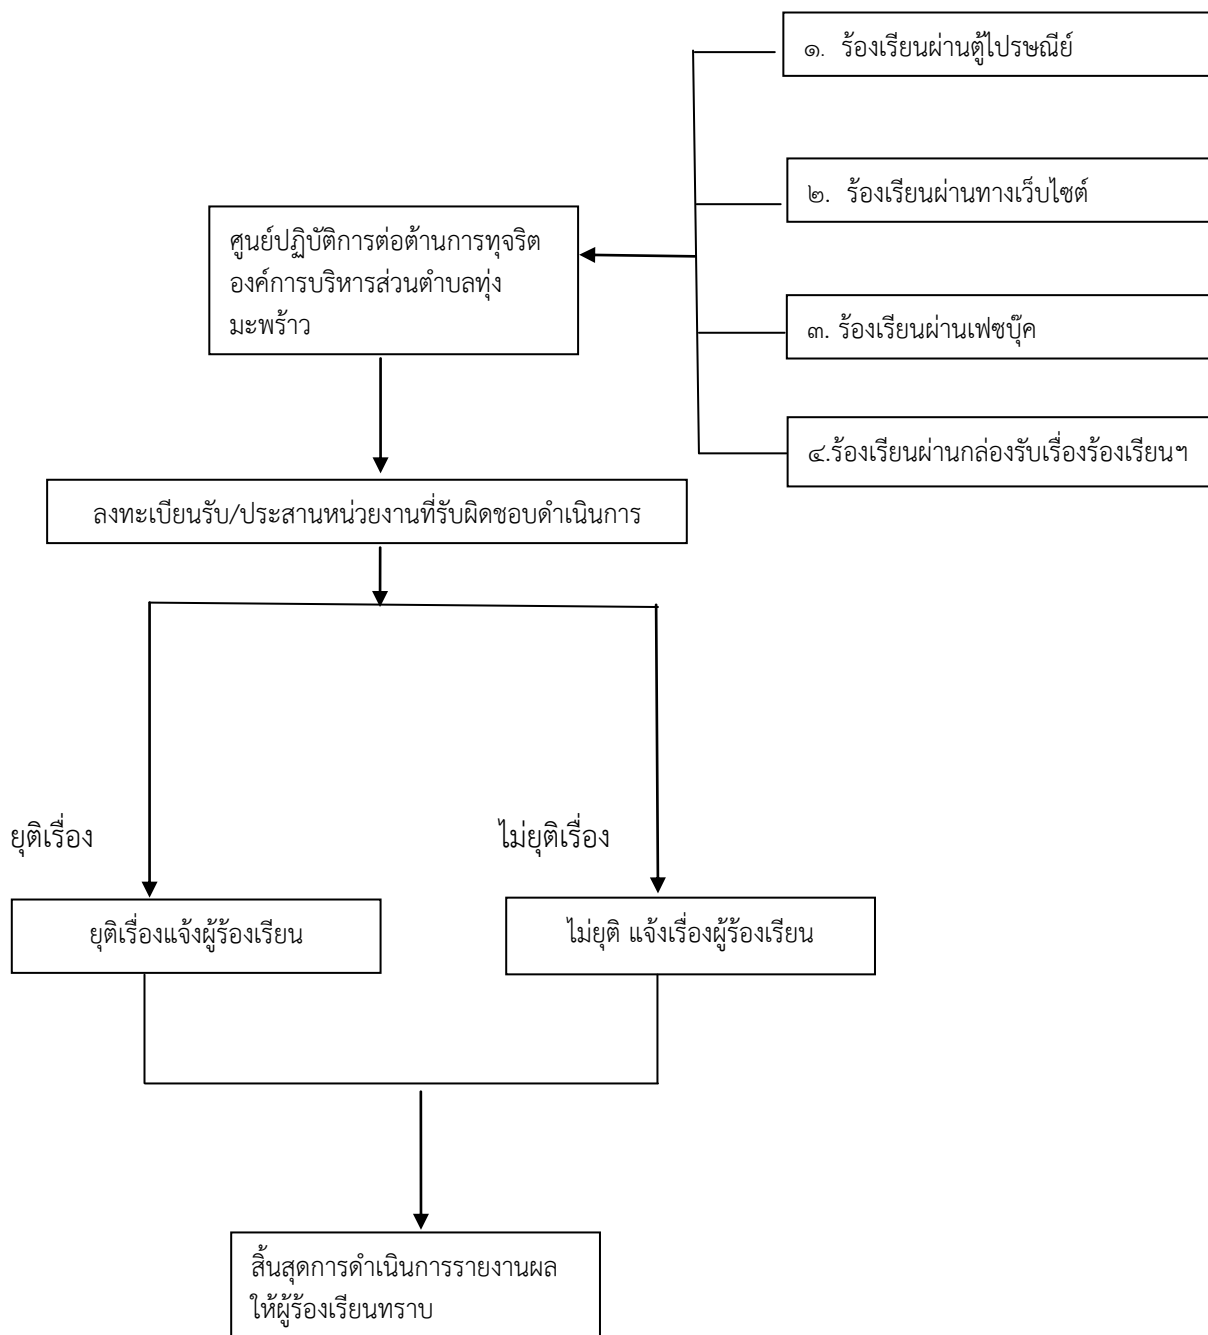 ๑. ร้องเรียนผ่านตู้ไปรษณีย์
๒. ร้องเรียนผ่านทางเว็บไซต์
ศูนย์ปฏิบัติการต่อต้านการทุจริต
องค์การบริหารส่วนตำบลทุ่ง
มะพร้าว
๓. ร้องเรียนผ่านเฟซบุ๊ค
๔.ร้องเรียนผ่านกล่องรับเรื่องร้องเรียนฯ
ลงทะเบียนรับ/ประสานหน่วยงานที่รับผิดชอบดำเนินการ
ยุติเรื่อง
ไม่ยุติเรื่อง
ยุติเรื่องแจ้งผู้ร้องเรียน
ไม่ยุติ แจ้งเรื่องผู้ร้องเรียน
สิ้นสุดการดำเนินการรายงานผล
ให้ผู้ร้องเรียนทราบ